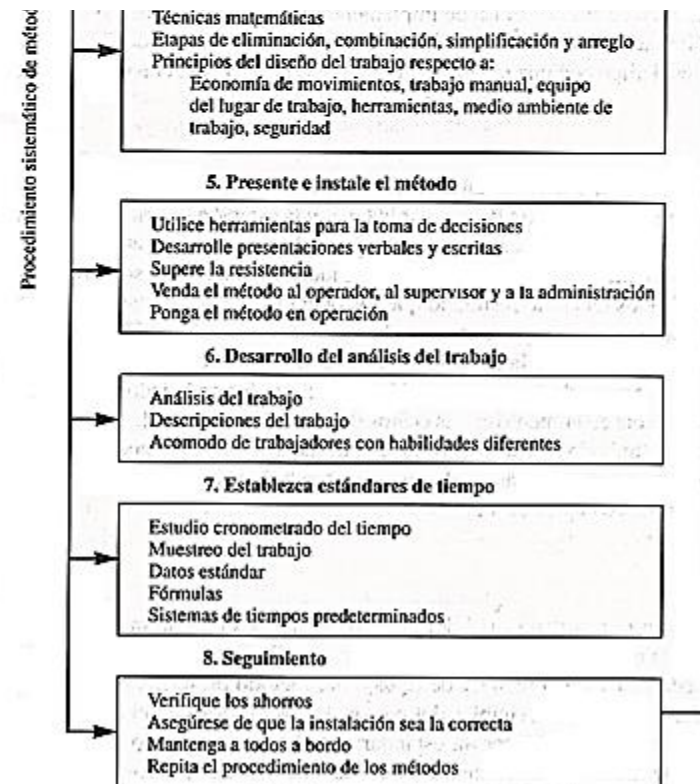 Procedimiento sistemático de
Técnicas matemáticas
Etapas de eliminación, combinación, simplificación y arreglo
Principios del diseño del trabajo respecto a:
Economía de movimientos, trabajo manual, equipo
del lugar de trabajo, herramientas, medio ambiente de
trabajo, seguridad
5. Presente e instale el método
Utilice herramientas para la toma de decisiones
Desarrolle presentaciones verbales y escritas
Supere la resistencia
Venda el método al operador, al supervisor y a la administración
Ponga el método en operación
6. Desarrollo del análisis del trabajo
Análisis del trabajo
Descripciones del trabajo
Acomodo de trabajadores con habilidades diferentes
7. Establezca estándares de tiempo
Estudio cronometrado del tiempo
Muestreo del trabajo
Datos estándar
Fórmulas
Sistemas de tiempos predeterminados
8. Seguimiento
Verifique los ahorros
Asegúrese de que la instalación sea la correcta
Mantenga a todos a bordo
Repita el procedimiento de los métodos